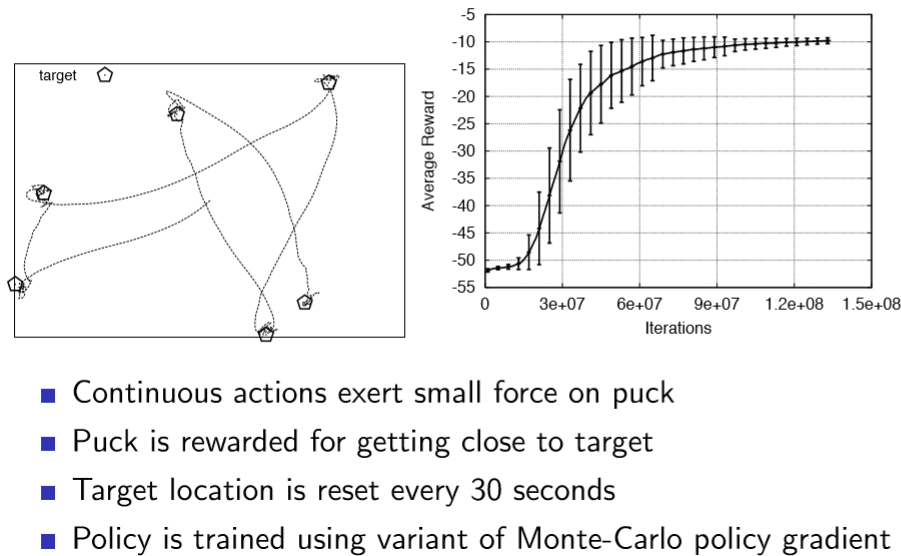 target
-5
-10
-15
-20
-25
-30
-35
-40
-45
-50
-55
Average Reward
0
3e+07
6e+07
9e+07
1.2e+08
1.5e+08
Iterations
Continuous actions exert small force on puck
Puck is rewarded for getting close to target
Target location is reset every 30 seconds
Policy is trained using variant of Monte-Carlo policy gradient